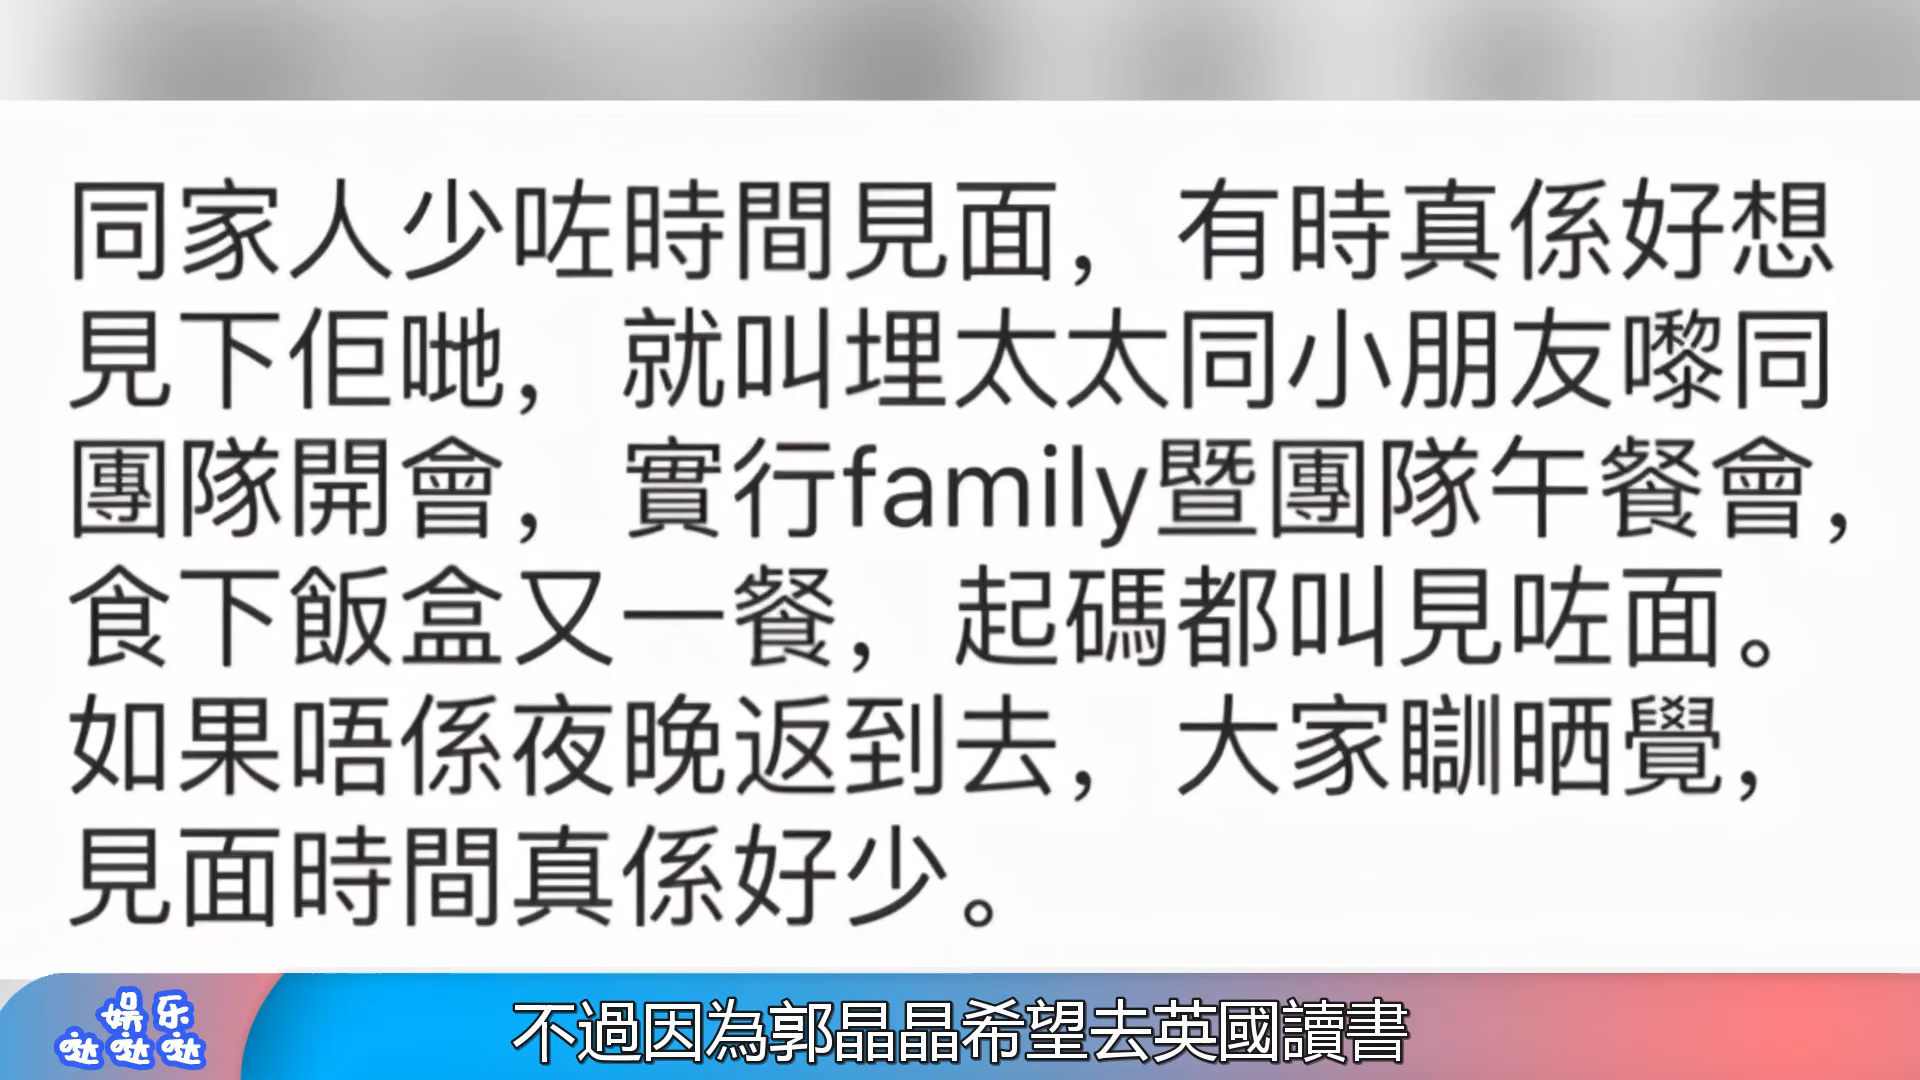 同家人少咗時間見面，有時真係好想
見下佢哋，就叫埋太太同小朋友嚟同
團隊開會，實行family暨團隊午餐會，
食下飯盒又一餐，起碼都叫見咗面。
如果唔係夜晚返到去，大家瞓晒覺，
見面時間真係好少。
娱乐
哒哒哒
不過因為郭晶晶希望去英國讀書